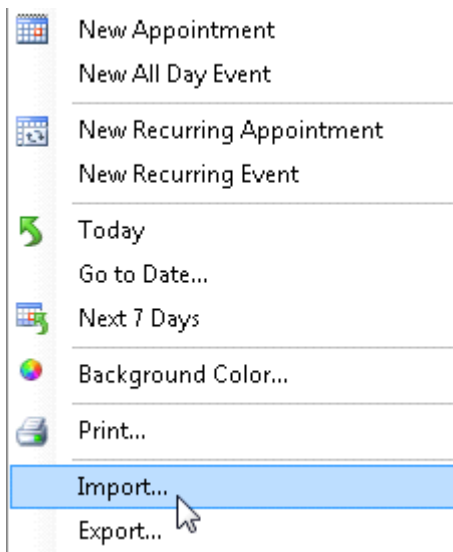 New Appointment
New All Day Event
New Recurring Appointment
New Recurring Event
Today
Go to Date...
Next 7 Days
Background Color...
Print...
Import...
Export...